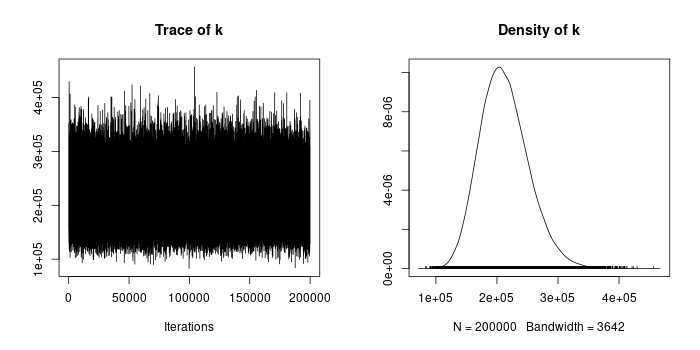 Trace of k
4e+05
3e+05
2e+05
1e+05
0 50000 100000 150000 200000
Iterations
Density of k
8e-06
4e-06
0e+00
1e+05 2e+05 3e+05 4e+05
N = 200000 Bandwidth = 3642